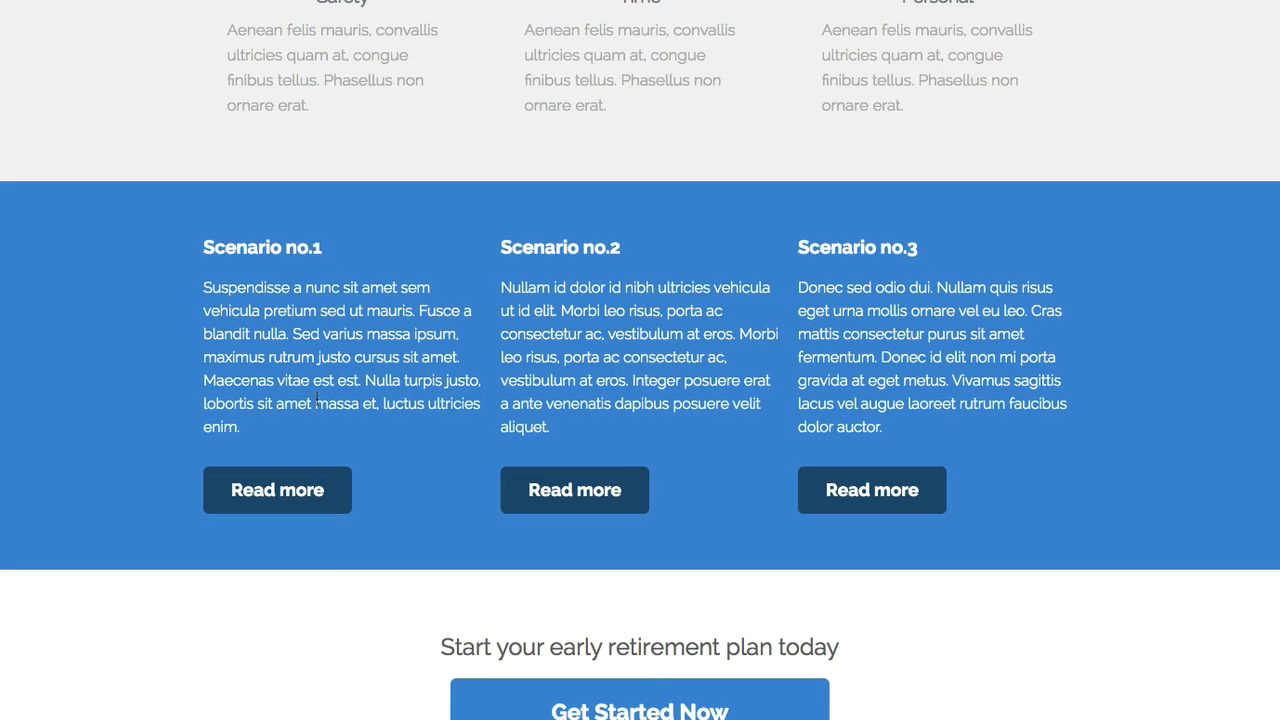 Safety Time Personal
Aenean felis mauris, convallis
ultricies quam at, congue
finibus tellus. Phasellus non
ornare erat.
Aenean felis mauris, convallis
ultricies quam at, congue
finibus tellus. Phasellus non
ornare erat.
Aenean felis mauris, convallis
ultricies quam at, congue
finibus tellus. Phasellus non
ornare erat.
Scenario no.1
Suspendisse a nunc sit amet sem
vehicula pretium sed ut mauris. Fusce a
blandit nulla. Sed varius massa ipsum,
maximus rutrum justo cursus sit amet.
Maecenas vitae est est. Nulla turpis justo,
lobortis sit amet massa et, luctus ultricies
enim.
Read more
Scenario no.2
Nullam id dolor id nibh ultricies vehicula
ut id elit. Morbi leo risus, porta ac
consectetur ac, vestibulum at eros. Morbi
leo risus, porta ac consectetur ac,
vestibulum at eros. Integer posuere erat
a ante venenatis dapibus posuere velit
aliquet.
Read more
Scenario no.3
Donec sed odio dui. Nullam quis risus
eget urna mollis ornare vel eu leo. Cras
mattis consectetur purus sit amet
fermentum. Donec id elit non mi porta
gravida at eget metus. Vivamus sagittis
lacus vel augue laoreet rutrum faucibus
dolor auctor.
Read more
Start your early retirement plan today
Get Started Now